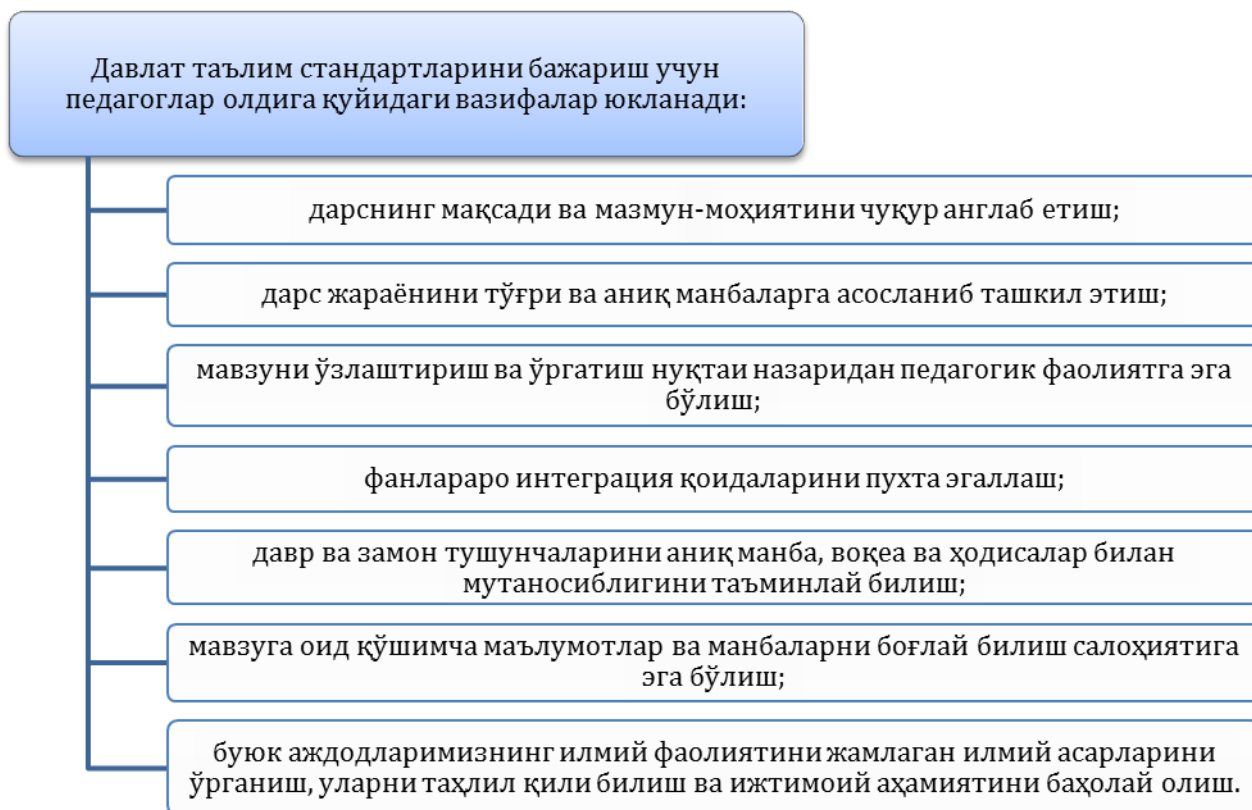 Давлат таълим стандартларини бажариш учун
педагоглар олдига қуйидаги вазифалар юкланади:
дарснинг мақсади ва мазмун-моҳиятини чуқур англаб етиш;
дарс жараёнини тўғри ва аниқ манбаларга асосланиб ташкил этиш;
мавзуни ўзлаштириш ва ўргатиш нуқтаи назаридан педагогик фаолиятга эга
бўлиш;
фанлараро интеграция қоидаларини пухта эгаллаш;
давр ва замон тушунчаларини аниқ манба, воқеа ва ҳодисалар билан
мутаносиблигини таъминлай билиш;
мавзуга оид қўшимча маълумотлар ва манбаларни боғлай билиш салоҳиятига
эга бўлиш;
буюк аждодларимизнинг илмий фаолиятини жамлаган илмий асарларини
ўрганиш, уларни таҳлил қили билиш ва ижтимоий аҳамиятини баҳолай олиш.